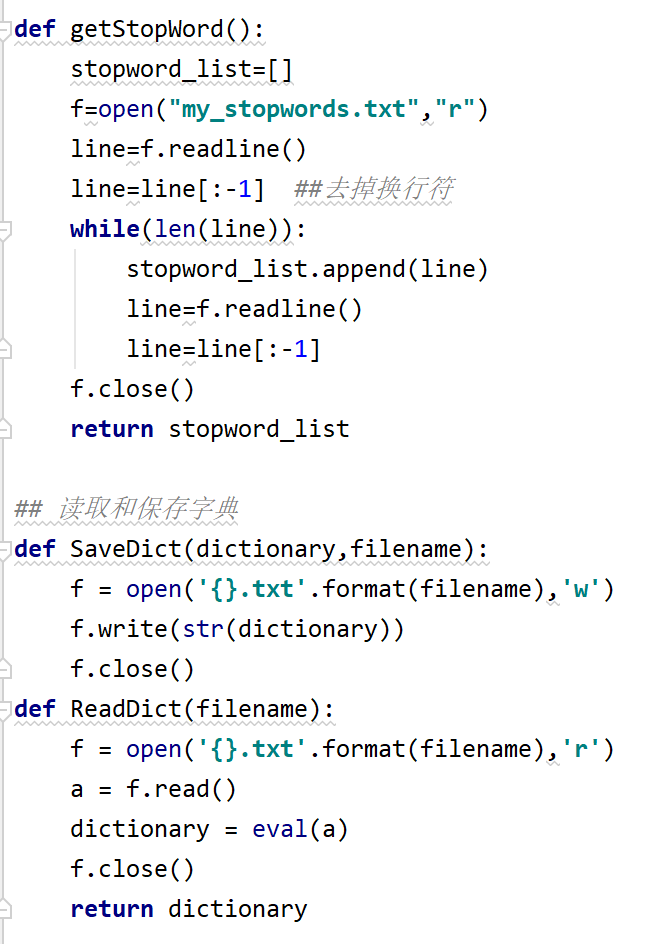 def getStopWord():
    stopword_list=[]
    f=open("my_stopwords.txt","r")
    line=f.readline()
    line=line[:-1]  ##去掉换行符
    while(len(line)):
        stopword_list.append(line)
        line=f.readline()
        line=line[:-1]
    f.close()
    return stopword_list

## 读取和保存字典
def SaveDict(dictionary,filename):
    f = open('{}.txt'.format(filename),'w')
    f.write(str(dictionary))
    f.close()
def ReadDict(filename):
    f = open('{}.txt'.format(filename),'r')
    a = f.read()
    dictionary = eval(a)
    f.close()
    return dictionary